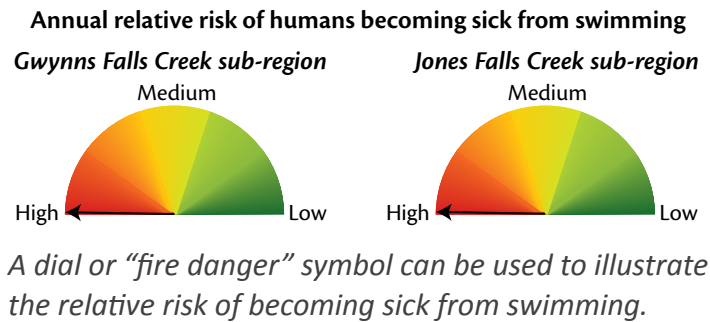 Annual relative risk of humans becoming sick from swimming
Gwynns Falls Creek sub-region
Medium
High
Low
Jones Falls Creek sub-region
Medium
High
Low
A dial or “fire danger” symbol can be used to illustrate
the relative risk of becoming sick from swimming.